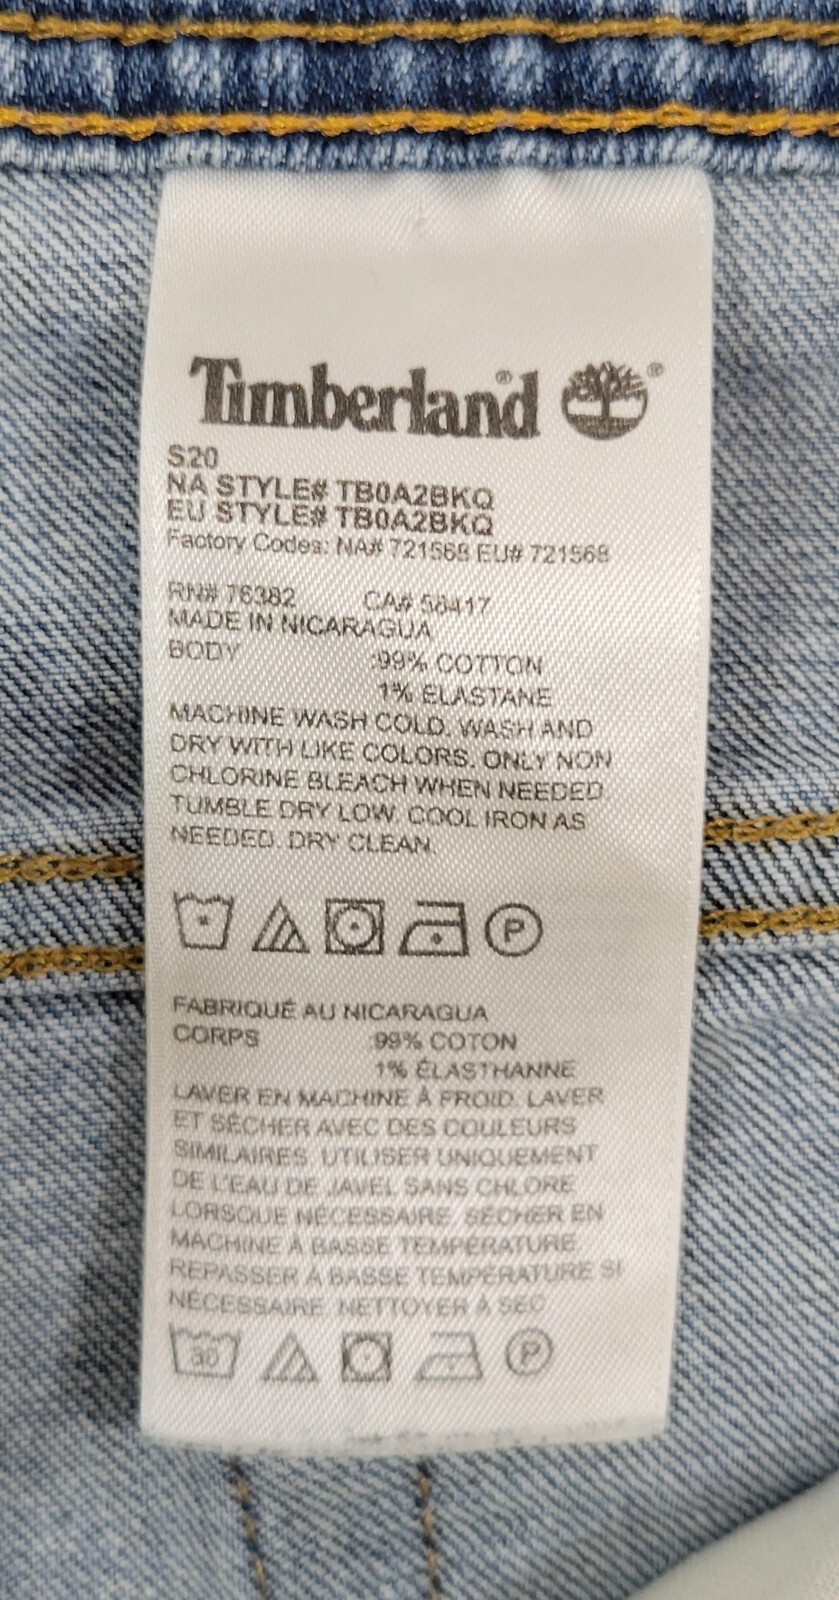 Timberland®
S20
NA STYLE# TB0A2BKQ
EU STYLE# TB0A2BKQ
Factory Codes: NA# 721568 EU# 721568
RN# 76382 CA# 58417
MADE IN NICARAGUA
BODY :99% COTTON
1% ELASTANE
MACHINE WASH COLD. WASH AND
DRY WITH LIKE COLORS. ONLY NON
CHLORINE BLEACH WHEN NEEDED.
TUMBLE DRY LOW. COOL IRON AS
NEEDED. DRY CLEAN.
P
FABRIQUÉ AU NICARAGUA
CORPS :99% COTON
1% ÉLASTHANNE
LAVER EN MACHINE À FROID. LAVER
ET SÉCHER AVEC DES COULEURS
SIMILAIRES. UTILISER UNIQUEMENT
DE L'EAU DE JAVEL SANS CHLORE
LORSQUE NÉCESSAIRE. SÉCHER EN
MACHINE À BASSE TEMPÉRATURE.
REPASSER À BASSE TEMPÉRATURE SI
NÉCESSAIRE. NETTOYER À SEC.
30 P